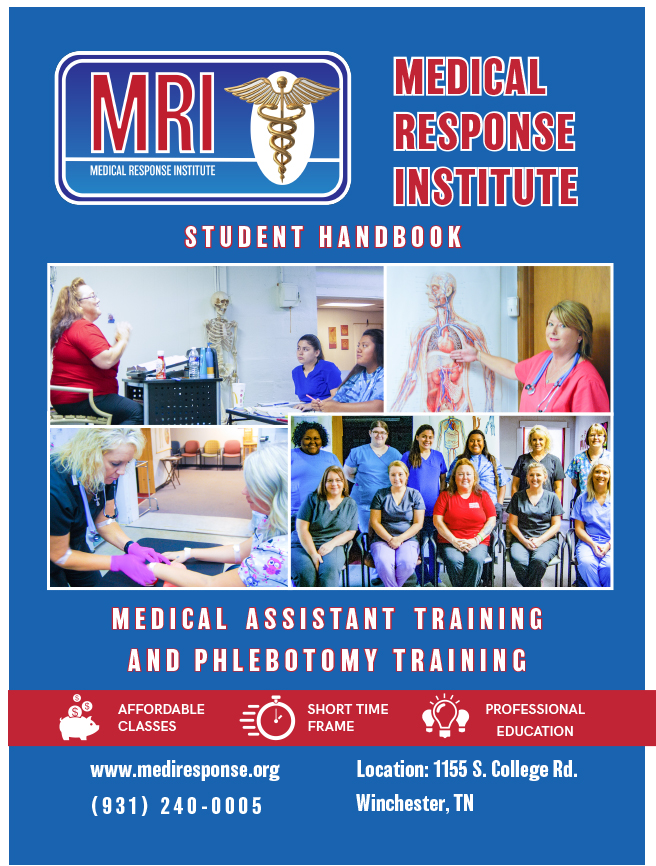 MRI
MEDICAL RESPONSE INSTITUTE
MEDICAL
RESPONSE
INSTITUTE
STUDENT HANDBOOK
MEDICAL ASSISTANT TRAINING
AND PHLEBOTOMY TRAINING
AFFORDABLE
CLASSES
SHORT TIME
FRAME
PROFESSIONAL
EDUCATION
www.mediresponse.org
(931) 240-0005
Location: 1155 S. College Rd.
Winchester, TN